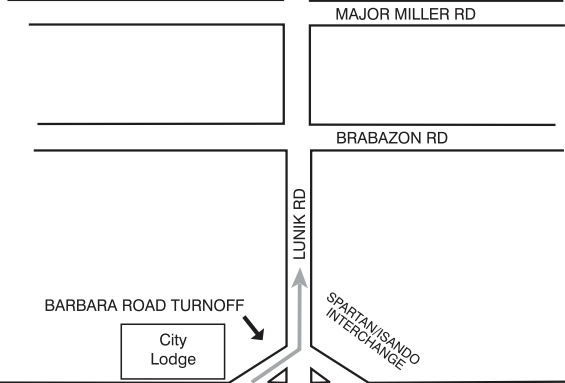 MAJOR MILLER RD
BRABAZON RD
LUNIK RD
BARBARA ROAD TURNOFF
SPARTAN/ISANDO
INTERCHANGE
City
Lodge